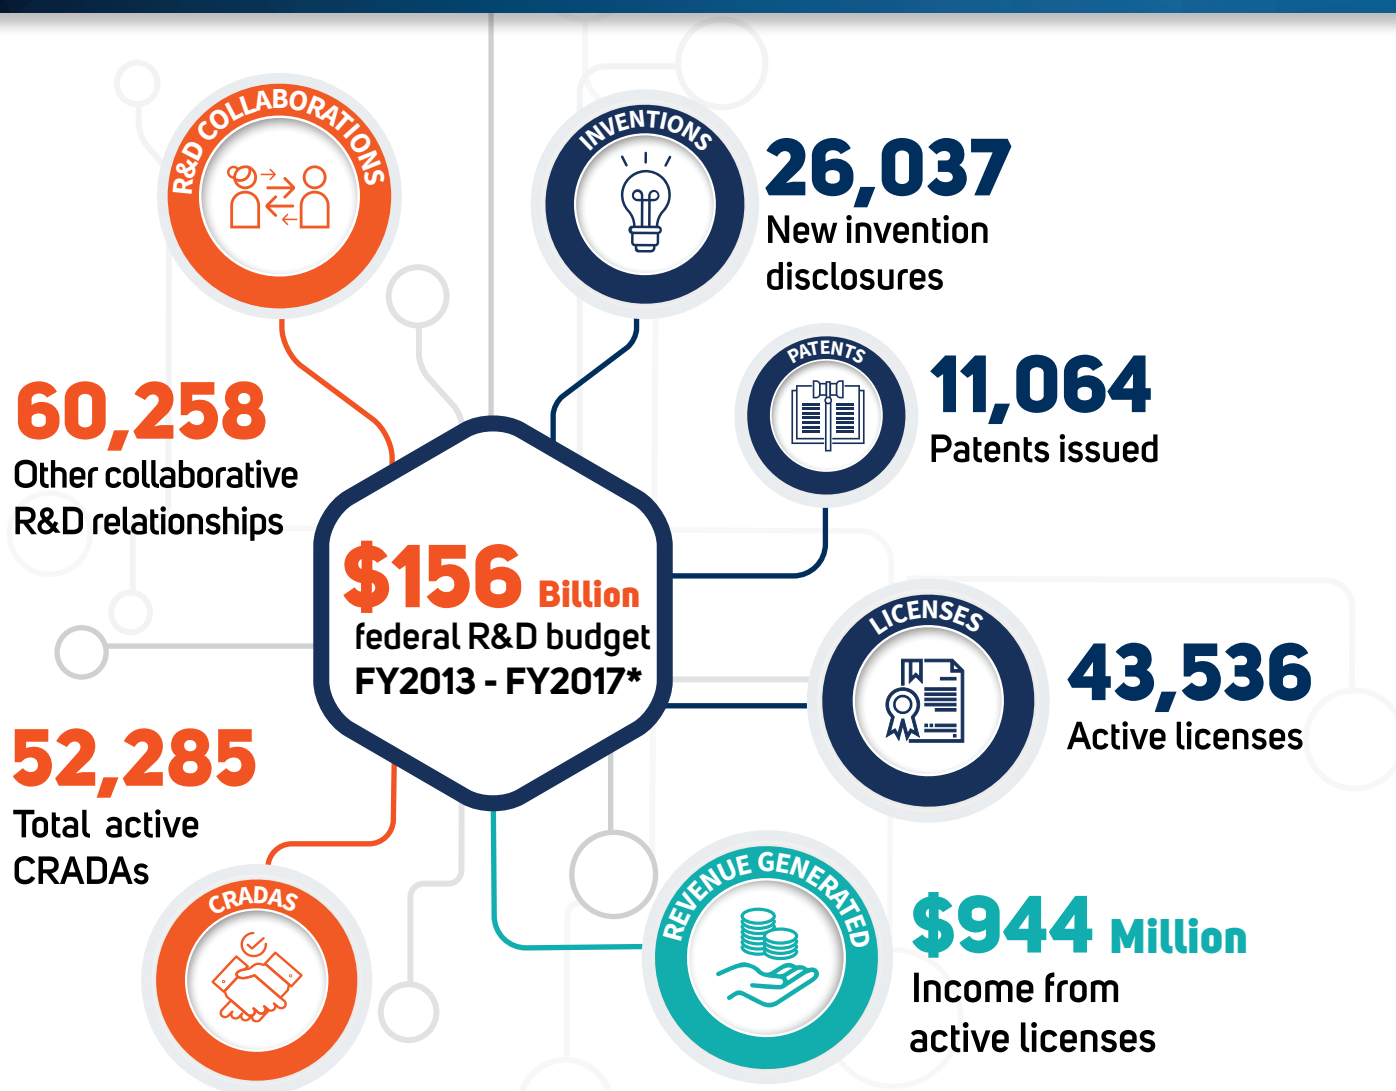 R&D COLLABORATIONS
60,258
Other collaborative
R&D relationships
INVENTIONS
26,037
New invention
disclosures
PATENTS
11,064
Patents issued
$156 Billion
federal R&D budget
FY2013 - FY2017*
LICENSES
43,536
Active licenses
52,285
Total active
CRADAs
CRADAS
REVENUE GENERATED
$944 Million
Income from
active licenses